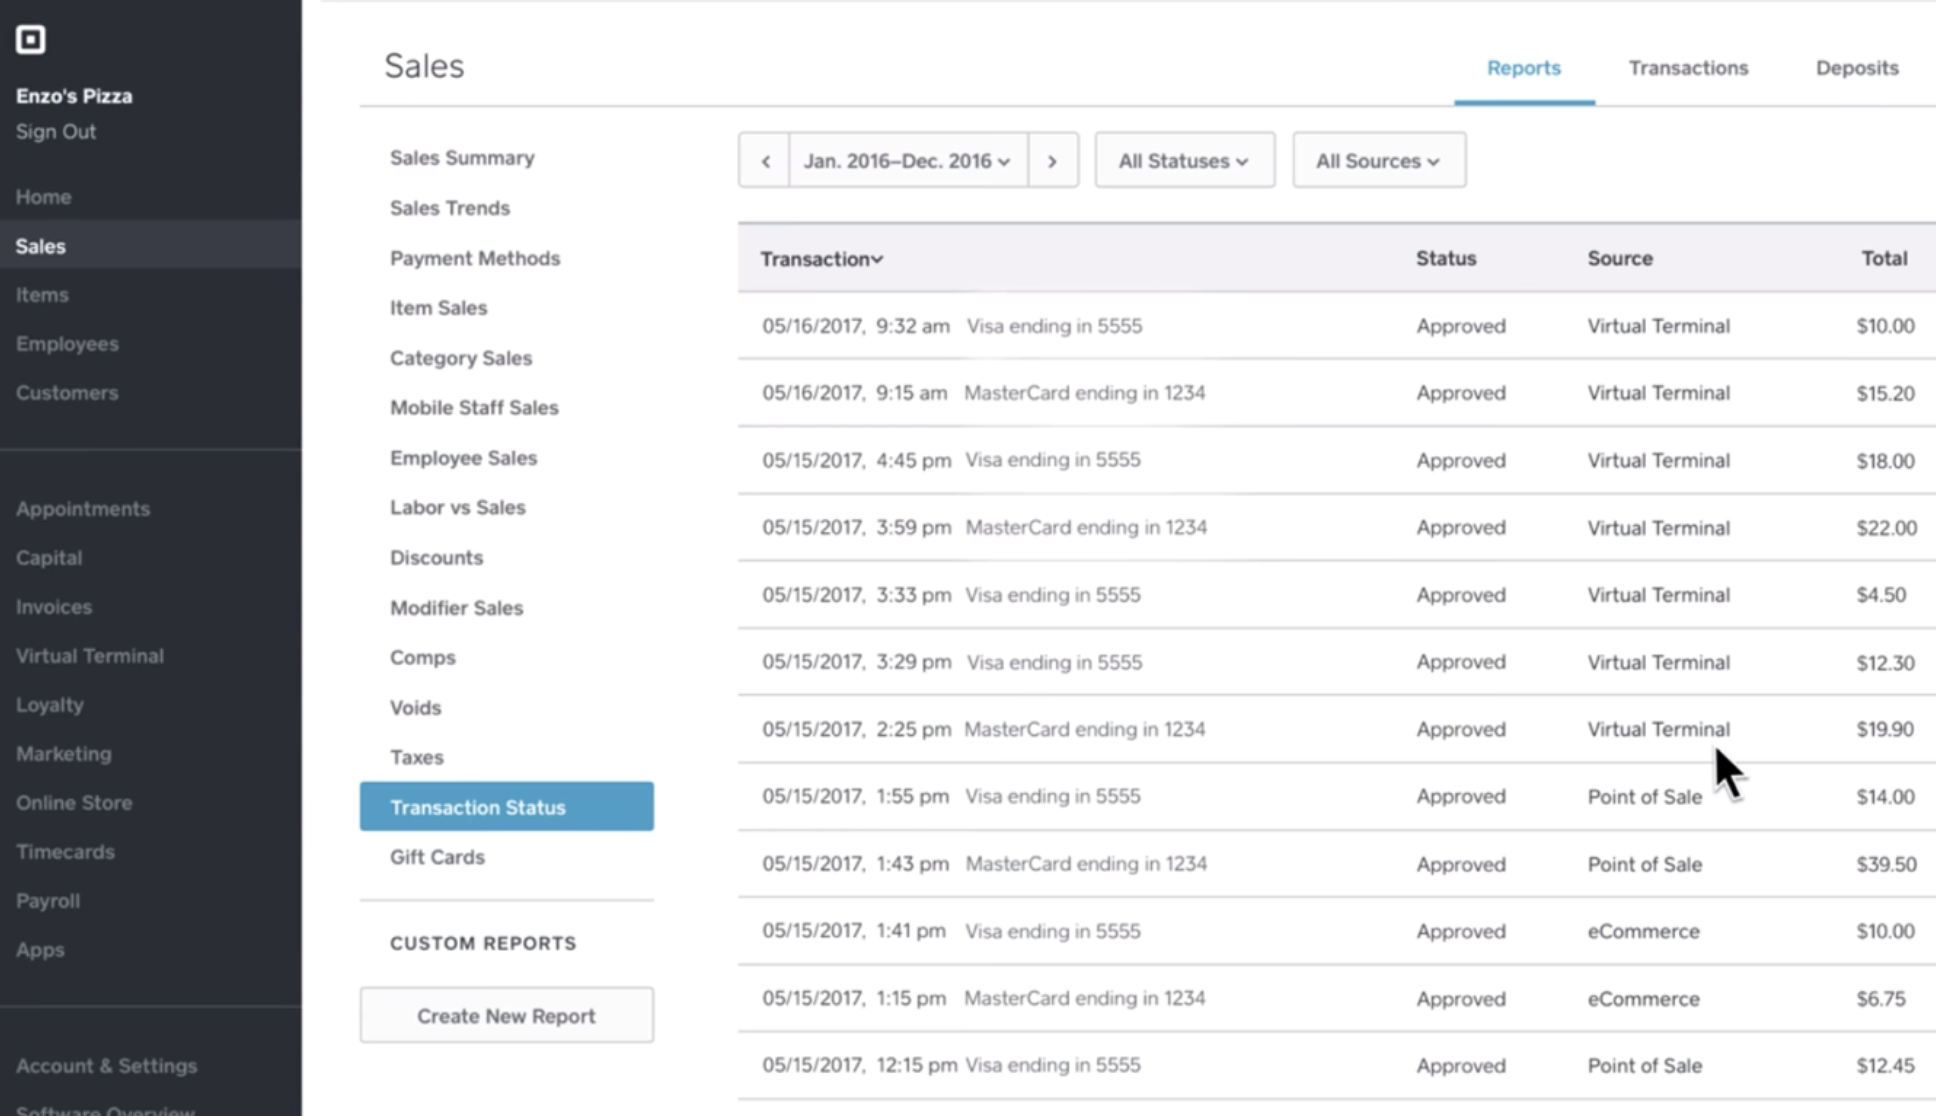 Enzo's Pizza
Sign Out
Home
Sales
Items
Employees
Customers
Appointments
Capital
Invoices
Virtual Terminal
Loyalty
Marketing
Online Store
Timecards
Payroll
Apps
Account & Settings
Software Overview
Sales
Reports Transactions Deposits
Sales Summary
Sales Trends
Payment Methods
Item Sales
Category Sales
Mobile Staff Sales
Employee Sales
Labor vs Sales
Discounts
Modifier Sales
Comps
Voids
Taxes
Transaction Status
Gift Cards
CUSTOM REPORTS
Create New Report
Jan. 2016–Dec. 2016 All Statuses All Sources
Transaction Status Source Total
05/16/2017, 9:32 am Visa ending in 5555 Approved Virtual Terminal $10.00
05/16/2017, 9:15 am MasterCard ending in 1234 Approved Virtual Terminal $15.20
05/15/2017, 4:45 pm Visa ending in 5555 Approved Virtual Terminal $18.00
05/15/2017, 3:59 pm MasterCard ending in 1234 Approved Virtual Terminal $22.00
05/15/2017, 3:33 pm Visa ending in 5555 Approved Virtual Terminal $4.50
05/15/2017, 3:29 pm Visa ending in 5555 Approved Virtual Terminal $12.30
05/15/2017, 2:25 pm MasterCard ending in 1234 Approved Virtual Terminal $19.90
05/15/2017, 1:55 pm Visa ending in 5555 Approved Point of Sale $14.00
05/15/2017, 1:43 pm MasterCard ending in 1234 Approved Point of Sale $39.50
05/15/2017, 1:41 pm Visa ending in 5555 Approved eCommerce $10.00
05/15/2017, 1:15 pm MasterCard ending in 1234 Approved eCommerce $6.75
05/15/2017, 12:15 pm Visa ending in 5555 Approved Point of Sale $12.45